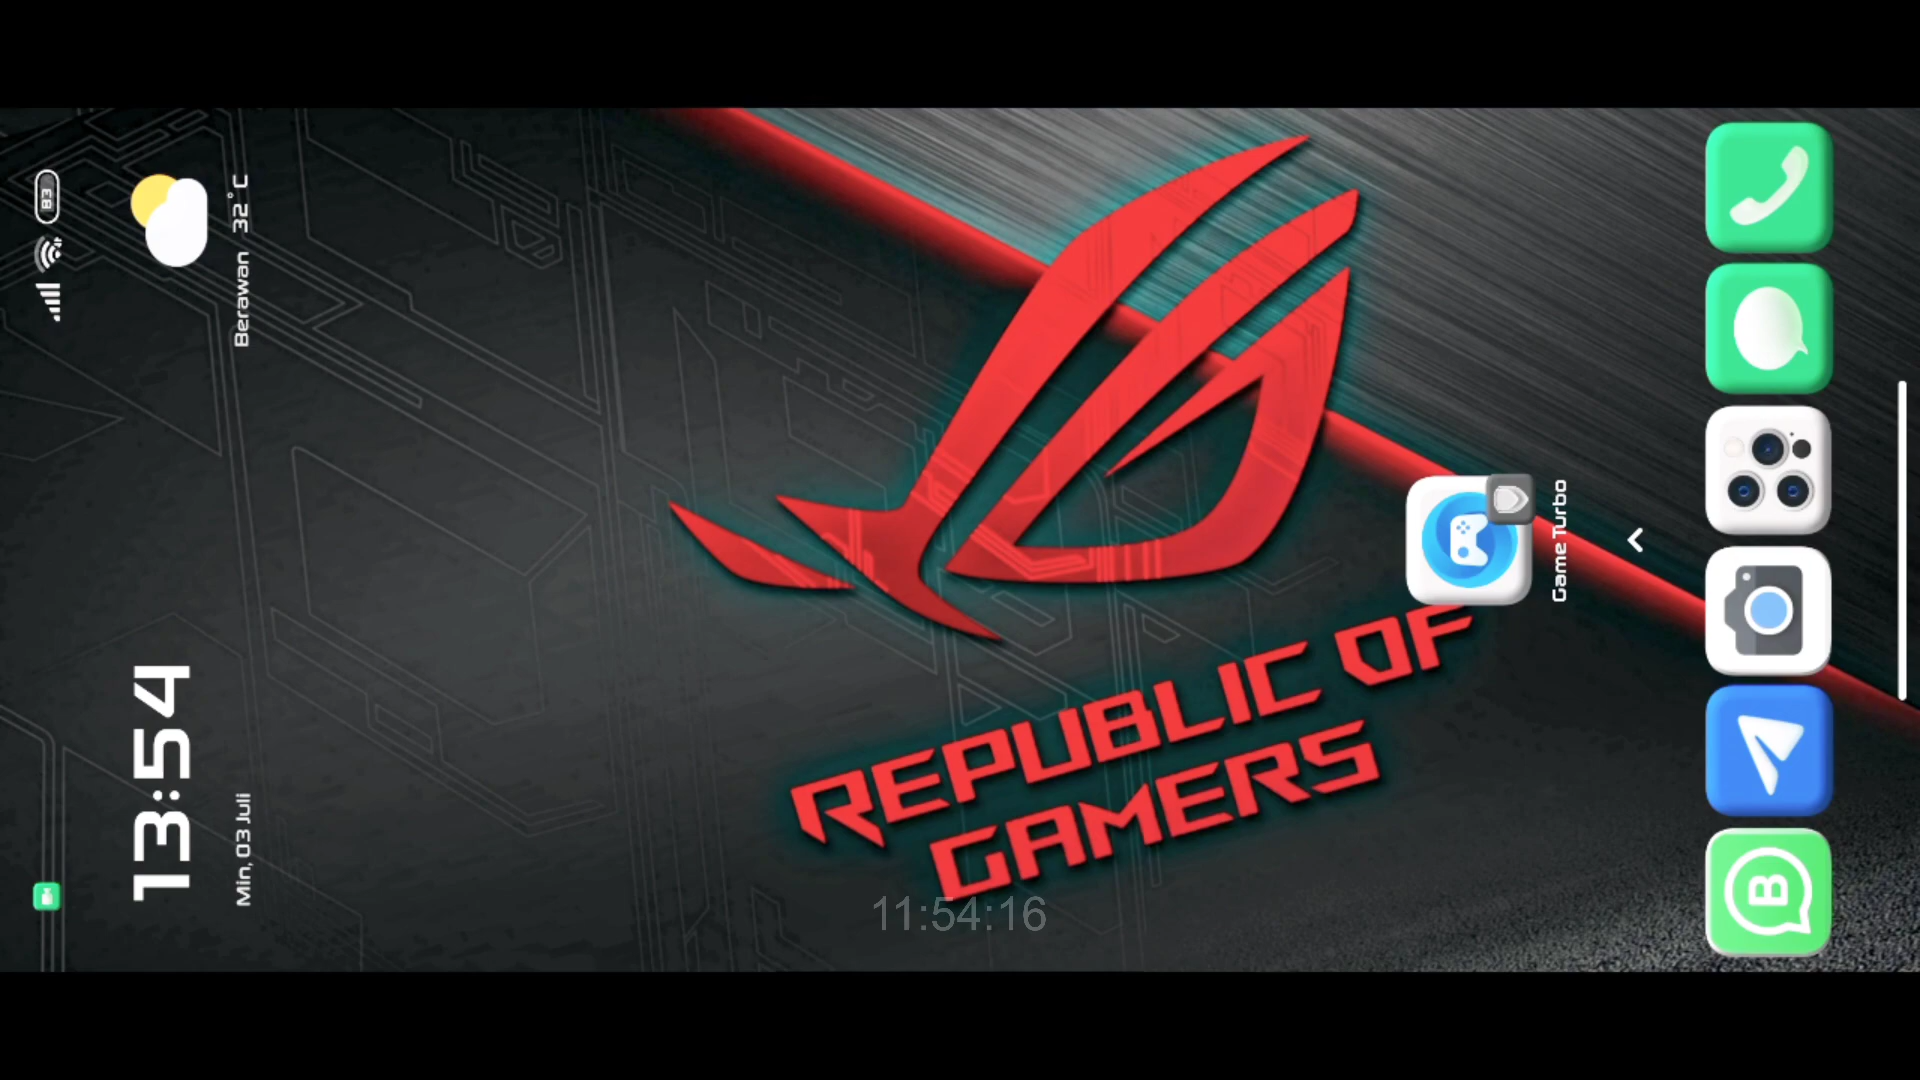 83
13:54
Min, 03 Juli
Berawan 32°C
REPUBLIC OF
GAMERS
Game Turbo
B
11:54:16